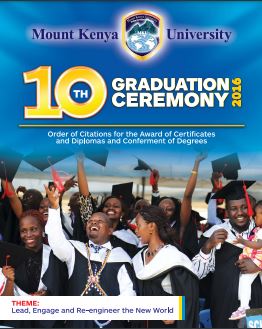 Mount Kenya University
10TH GRADUATION
CEREMONY 2016
Order of Citations for the Award of Certificates
and Diplomas and Conferment of Degrees
THEME:
Lead, Engage and Re-engineer the New World